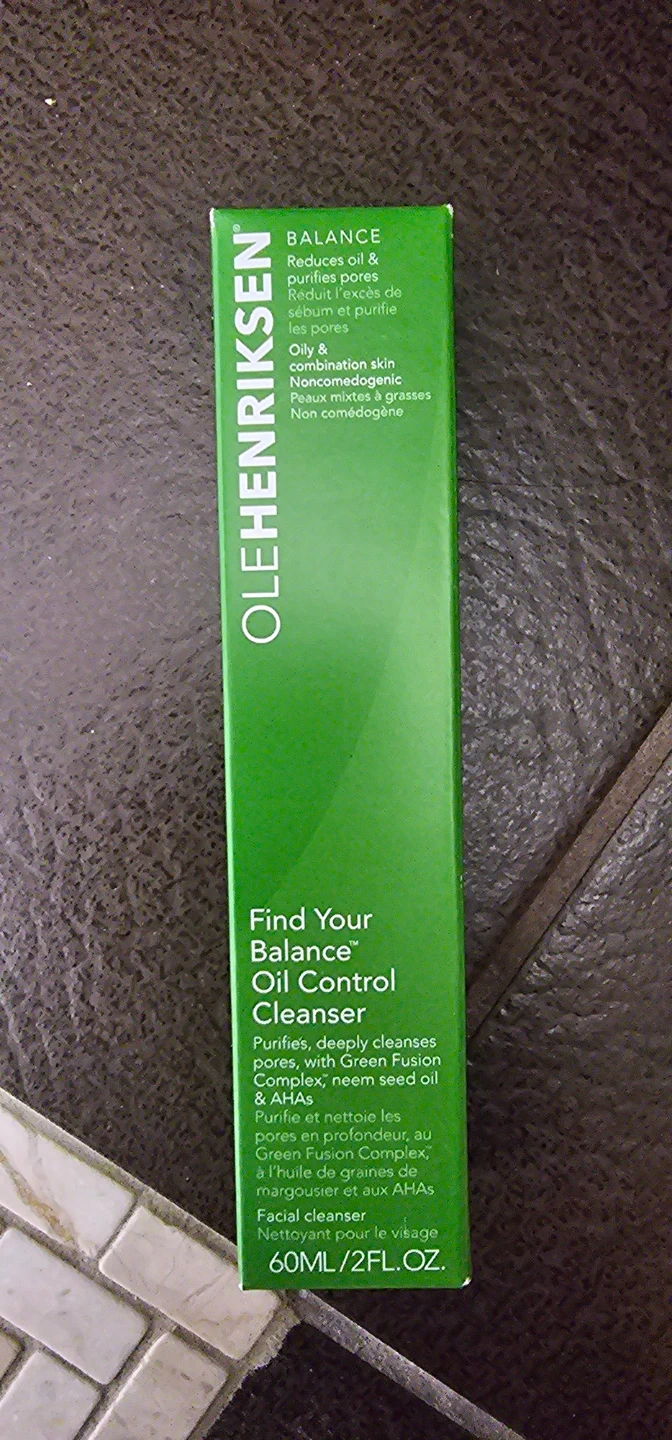 OLEHENRIKSEN®
BALANCE
Reduces oil &
purifies pores
Réduit l'excès de
sébum et purifie
les pores
Oily &
combination skin
Noncomedogenic
Peaux mixtes à grasses
Non comédogène
Find Your
Balance™
Oil Control
Cleanser
Purifies, deeply cleanses
pores, with Green Fusion
Complex,™ neem seed oil
& AHAs
Purifie et nettoie les
pores en profondeur, au
Green Fusion Complex,™
à l'huile de graines de
margousier et aux AHAs
Facial cleanser
Nettoyant pour le visage
60ML/2FL.OZ.